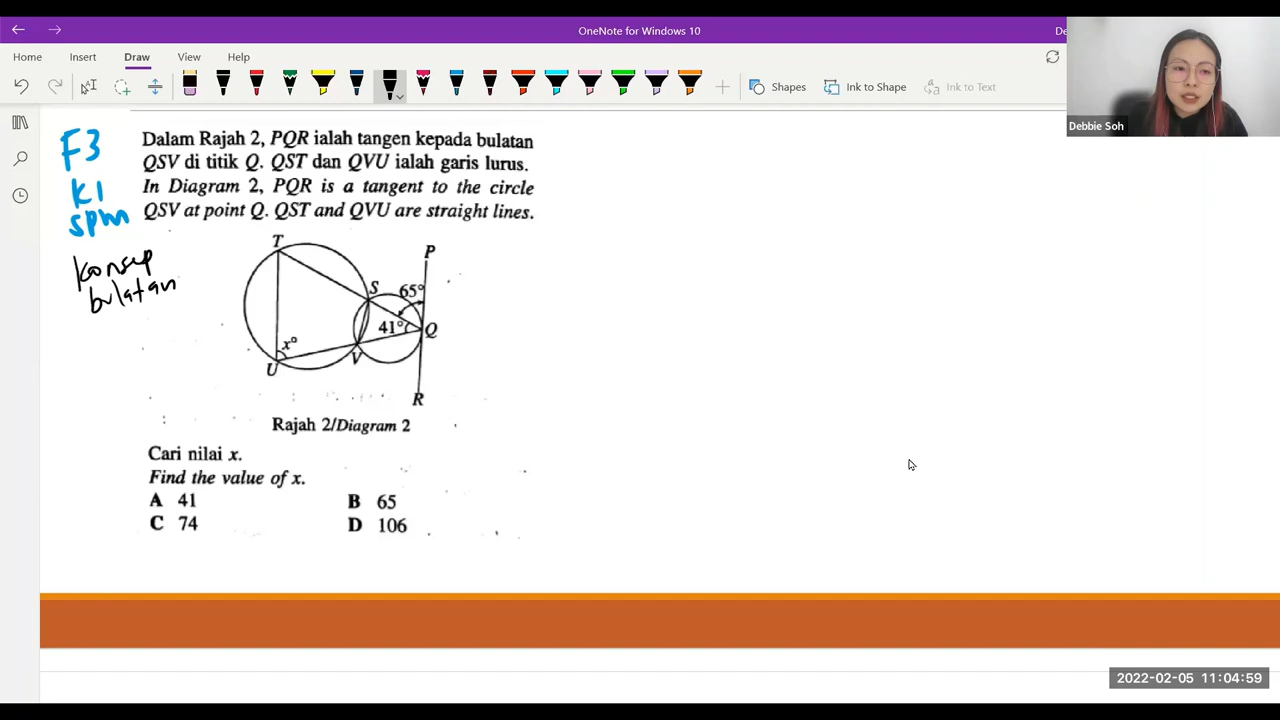 OneNote for Windows 10
De
Home Insert Draw View Help
Shapes Ink to Shape Ink to Text
Debbie Soh
F3
K1
spm
konsep
bulatan
Dalam Rajah 2, PQR ialah tangen kepada bulatan
QSV di titik Q. QST dan QVU ialah garis lurus.
In Diagram 2, PQR is a tangent to the circle
QSV at point Q. QST and QVU are straight lines.
T
P
S 65°
41° Q
x°
U V
R
Rajah 2/Diagram 2
Cari nilai x.
Find the value of x.
A 41 B 65
C 74 D 106
2022-02-05 11:04:59